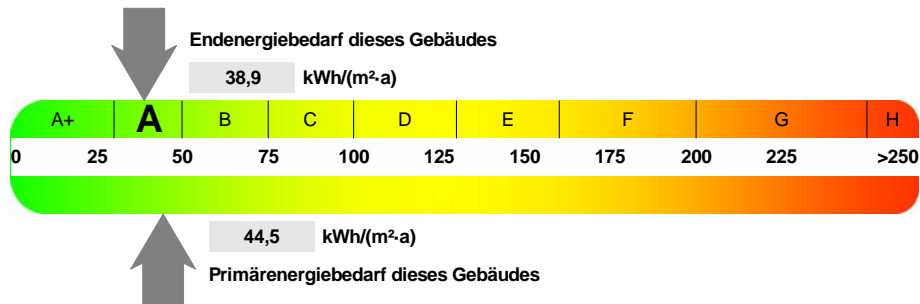 Endenergiebedarf dieses Gebäudes
38,9 kWh/(m²·a)
A+ A B C D E F G H
0 25 50 75 100 125 150 175 200 225 >250
44,5 kWh/(m²·a)
Primärenergiebedarf dieses Gebäudes